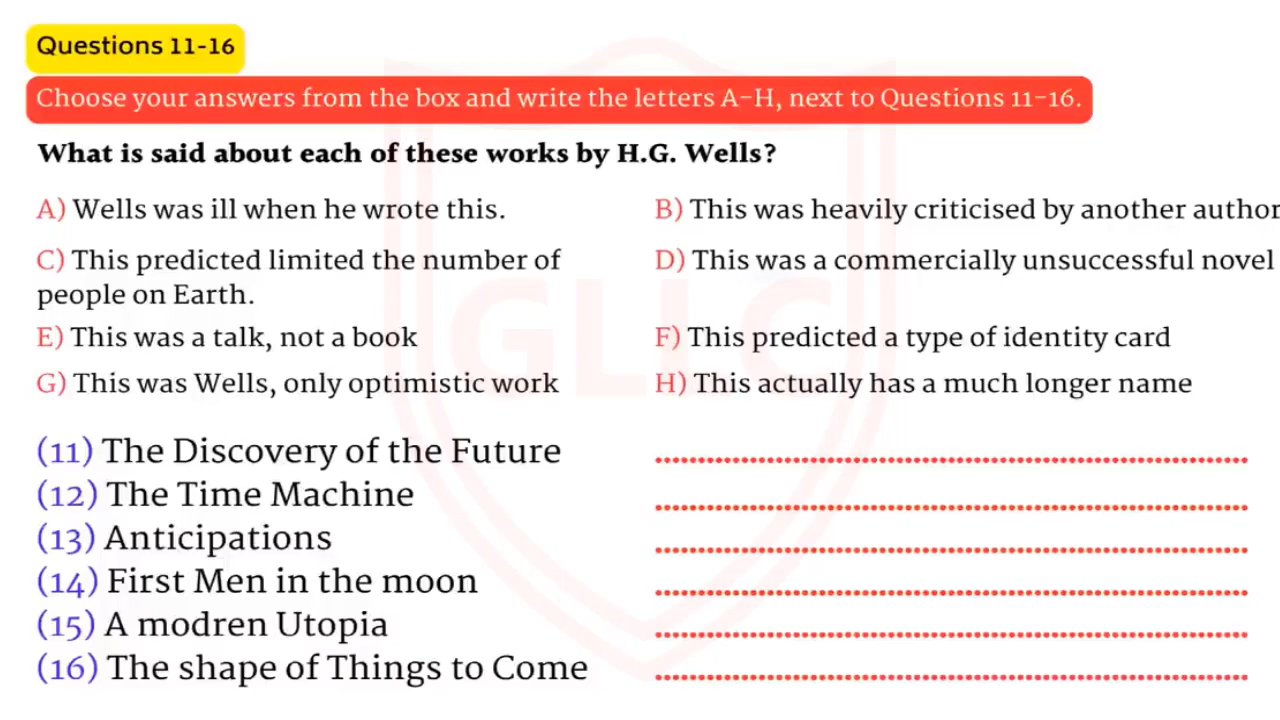 Questions 11-16
Choose your answers from the box and write the letters A-H, next to Questions 11-16.
What is said about each of these works by H.G. Wells?
A) Wells was ill when he wrote this.
B) This was heavily criticised by another author
C) This predicted limited the number of
people on Earth.
D) This was a commercially unsuccessful novel
E) This was a talk, not a book
F) This predicted a type of identity card
G) This was Wells, only optimistic work
H) This actually has a much longer name
GLLC
(11) The Discovery of the Future
(12) The Time Machine
(13) Anticipations
(14) First Men in the moon
(15) A modren Utopia
(16) The shape of Things to Come